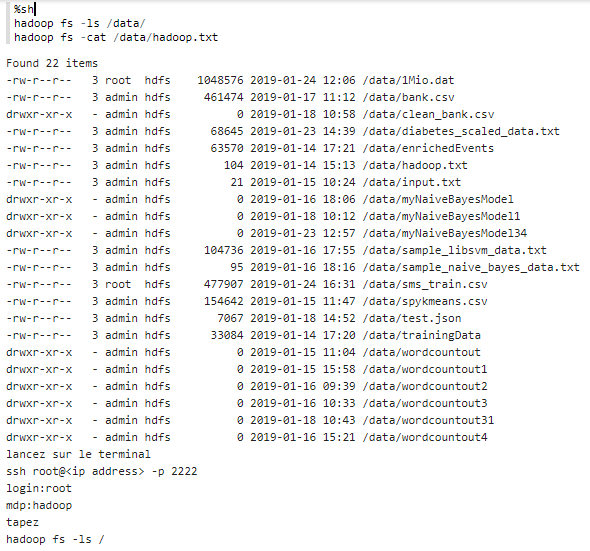 %sh
hadoop fs -ls /data/
hadoop fs -cat /data/hadoop.txt
Found 22 items
-rw-r--r-- 3 root hdfs 1048576 2019-01-24 12:06 /data/1Mio.dat
-rw-r--r-- 3 admin hdfs 461474 2019-01-17 11:12 /data/bank.csv
drwxr-xr-x - admin hdfs 0 2019-01-18 10:58 /data/clean_bank.csv
-rw-r--r-- 3 admin hdfs 68645 2019-01-23 14:39 /data/diabetes_scaled_data.txt
-rw-r--r-- 3 admin hdfs 63570 2019-01-14 17:21 /data/enrichedEvents
-rw-r--r-- 3 admin hdfs 104 2019-01-14 15:13 /data/hadoop.txt
-rw-r--r-- 3 admin hdfs 21 2019-01-15 10:24 /data/input.txt
drwxr-xr-x - admin hdfs 0 2019-01-16 18:06 /data/myNaiveBayesModel
drwxr-xr-x - admin hdfs 0 2019-01-18 10:12 /data/myNaiveBayesModel1
drwxr-xr-x - admin hdfs 0 2019-01-23 12:57 /data/myNaiveBayesModel34
-rw-r--r-- 3 admin hdfs 104736 2019-01-16 17:55 /data/sample_libsvm_data.txt
-rw-r--r-- 3 admin hdfs 95 2019-01-16 18:16 /data/sample_naive_bayes_data.txt
-rw-r--r-- 3 root hdfs 477907 2019-01-24 16:31 /data/sms_train.csv
-rw-r--r-- 3 admin hdfs 154642 2019-01-15 11:47 /data/spykmeans.csv
-rw-r--r-- 3 admin hdfs 7067 2019-01-18 14:52 /data/test.json
-rw-r--r-- 3 admin hdfs 33084 2019-01-14 17:20 /data/trainingData
drwxr-xr-x - admin hdfs 0 2019-01-15 11:04 /data/wordcountout
drwxr-xr-x - admin hdfs 0 2019-01-15 15:58 /data/wordcountout1
drwxr-xr-x - admin hdfs 0 2019-01-16 09:39 /data/wordcountout2
drwxr-xr-x - admin hdfs 0 2019-01-16 10:33 /data/wordcountout3
drwxr-xr-x - admin hdfs 0 2019-01-18 10:43 /data/wordcountout31
drwxr-xr-x - admin hdfs 0 2019-01-16 15:21 /data/wordcountout4
lancez sur le terminal
ssh root@<ip address> -p 2222
login:root
mdp:hadoop
tapez
hadoop fs -ls /